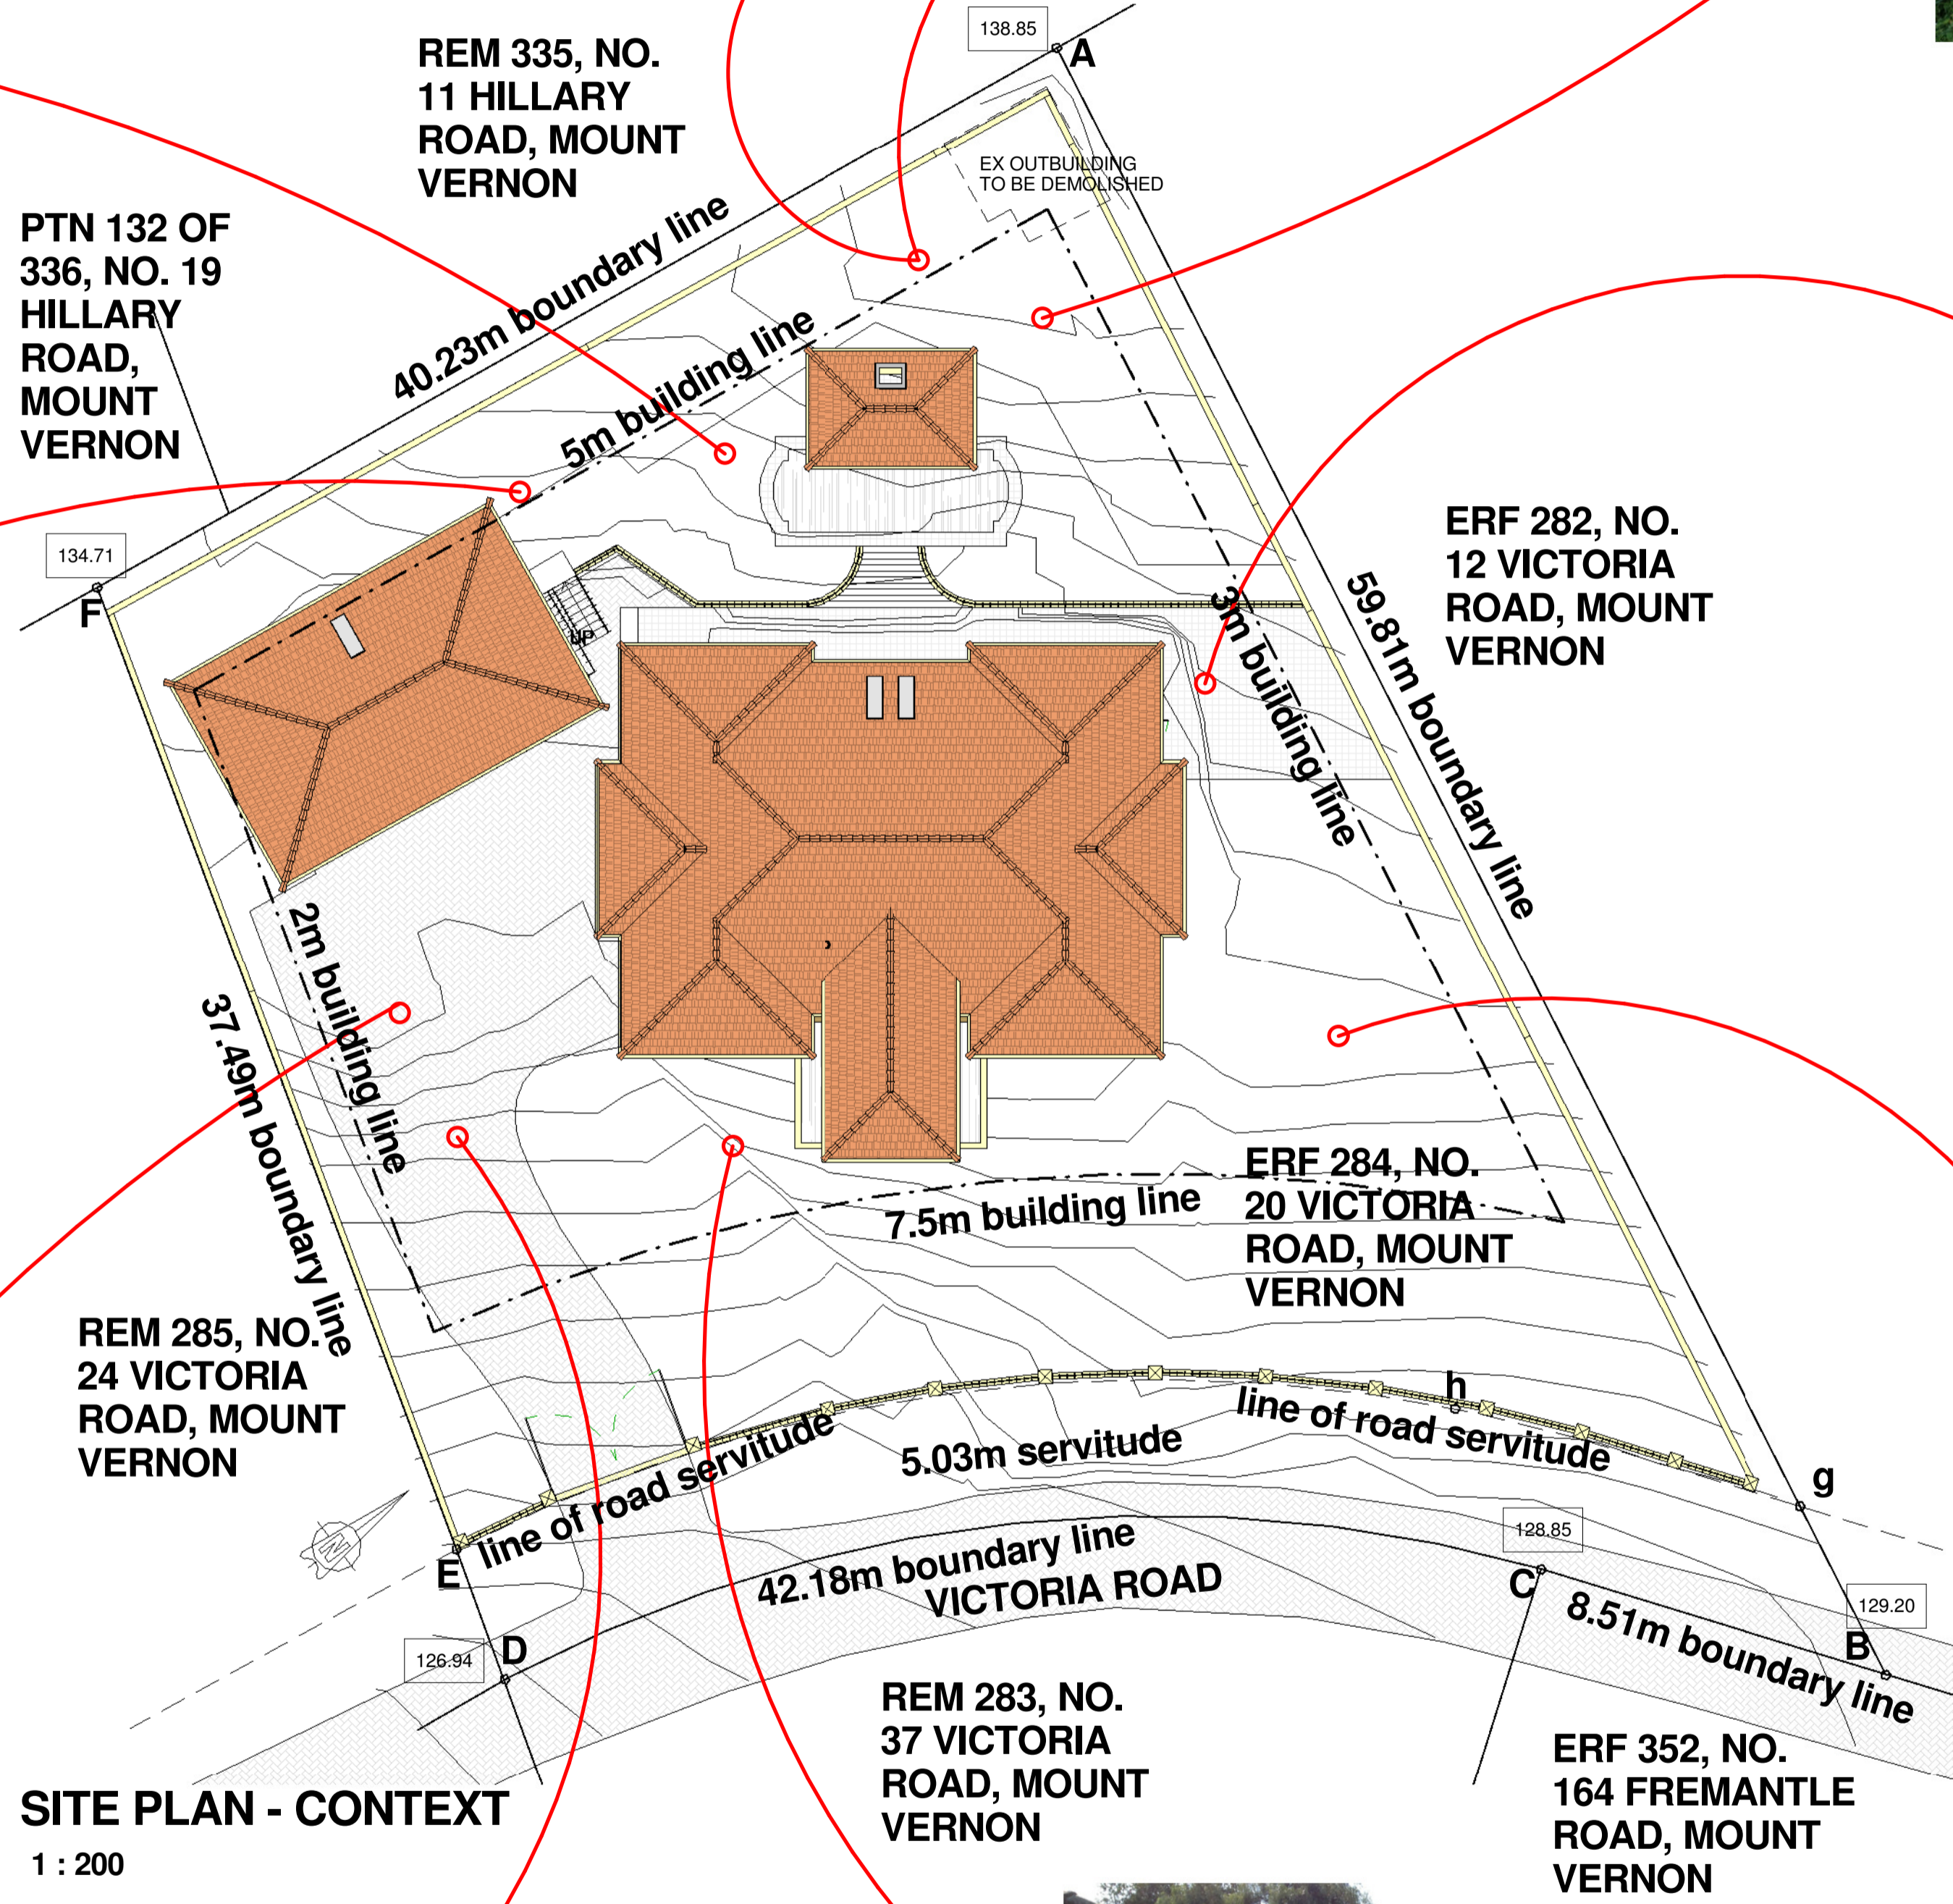 138.85
A
REM 335, NO.
11 HILLARY
ROAD, MOUNT
VERNON
EX OUTBUILDING
TO BE DEMOLISHED
PTN 132 OF
336, NO. 19
HILLARY
ROAD,
MOUNT
VERNON
40.23m boundary line
5m building line
134.71
F
ERF 282, NO.
12 VICTORIA
ROAD, MOUNT
VERNON
59.81m boundary line
3m building line
UP
2m building line
37.49m boundary line
ERF 284, NO.
20 VICTORIA
ROAD, MOUNT
VERNON
7.5m building line
REM 285, NO.
24 VICTORIA
ROAD, MOUNT
VERNON
h
line of road servitude
5.03m servitude
line of road servitude
g
N
E
42.18m boundary line
VICTORIA ROAD
128.85
C
8.51m boundary line
129.20
B
126.94
D
REM 283, NO.
37 VICTORIA
ROAD, MOUNT
VERNON
ERF 352, NO.
164 FREMANTLE
ROAD, MOUNT
VERNON
SITE PLAN - CONTEXT
1 : 200